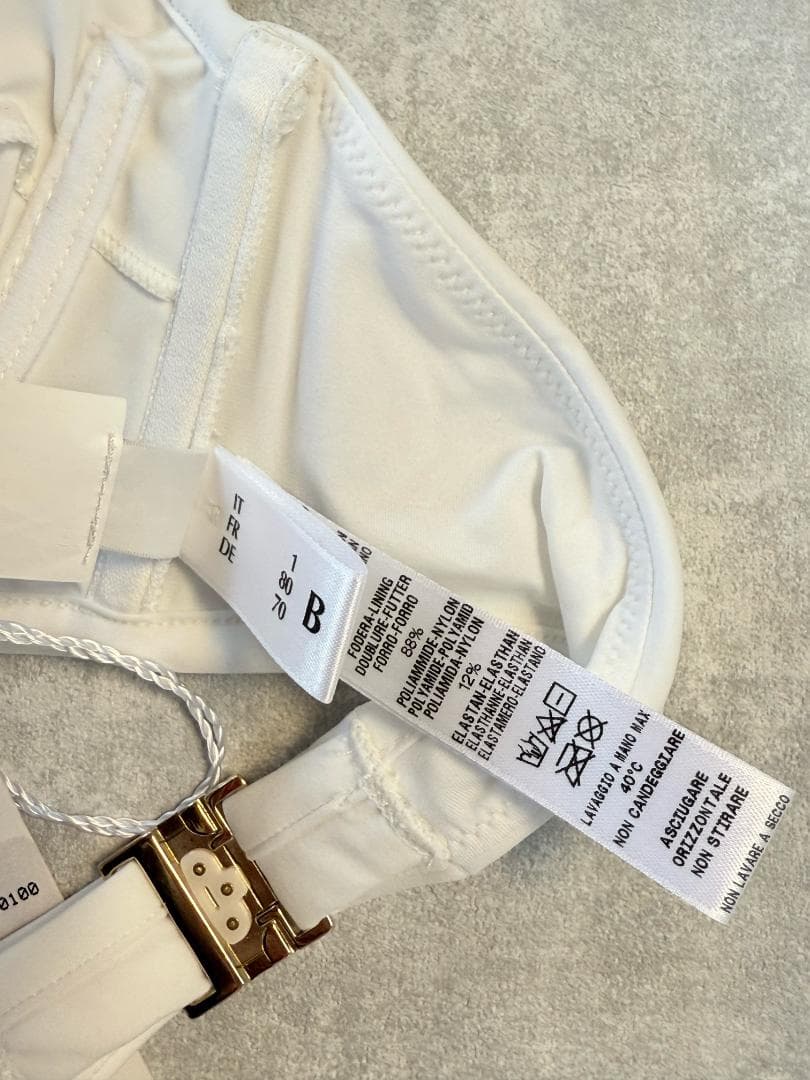 IT 1
FR 80
DE 70
B
NO
FODERA-LINING
DOUBLURE-FUTTER
FORRO-FORRO
88%
POLIAMMIDE-NYLON
POLYAMINE-POLYAMID
POLIAMIDA-NYLON
12%
ELASTAN-ELASTHAN
ELASTHANNE-ELASTHAN
ELASTAMERO-ELASTANO
LAVAGGIO A MANO MAX
40°C
NON CANDEGGIARE
ASCIUGARE
ORIZZONTALE
NON STIRARE
NON LAVARE A SECCO
0100